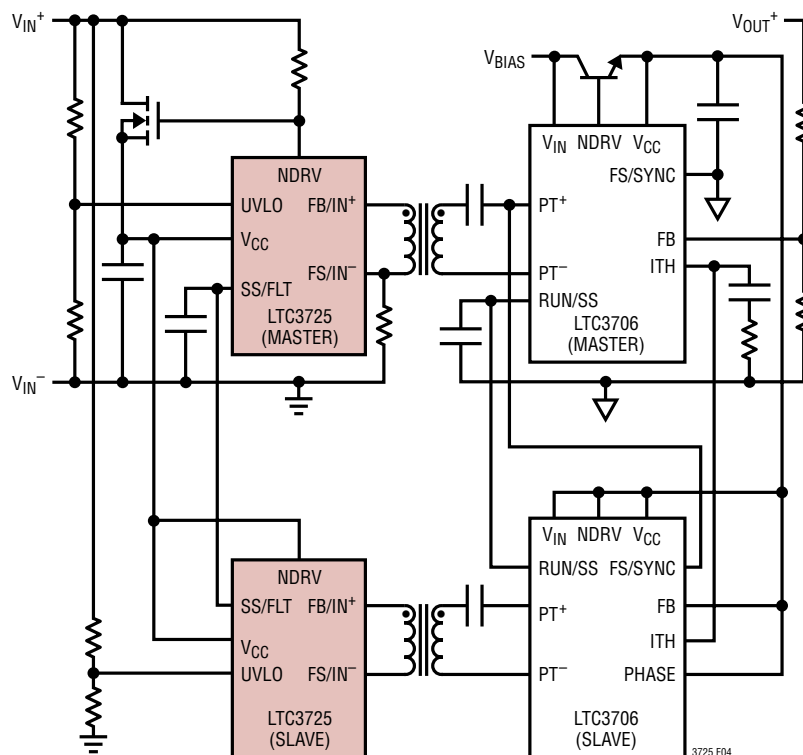 VIN+
VOUT+
VBIAS
NDRV
UVLO
FB/IN+
VCC
FS/IN–
SS/FLT
LTC3725
(MASTER)
VIN NDRV VCC
FS/SYNC
PT+
FB
ITH
PT–
RUN/SS
LTC3706
(MASTER)
VIN–
NDRV
SS/FLT FB/IN+
VCC
UVLO FS/IN–
LTC3725
(SLAVE)
VIN NDRV VCC
RUN/SS FS/SYNC
PT+
FB
ITH
PT–
PHASE
LTC3706
(SLAVE)
3725 F04